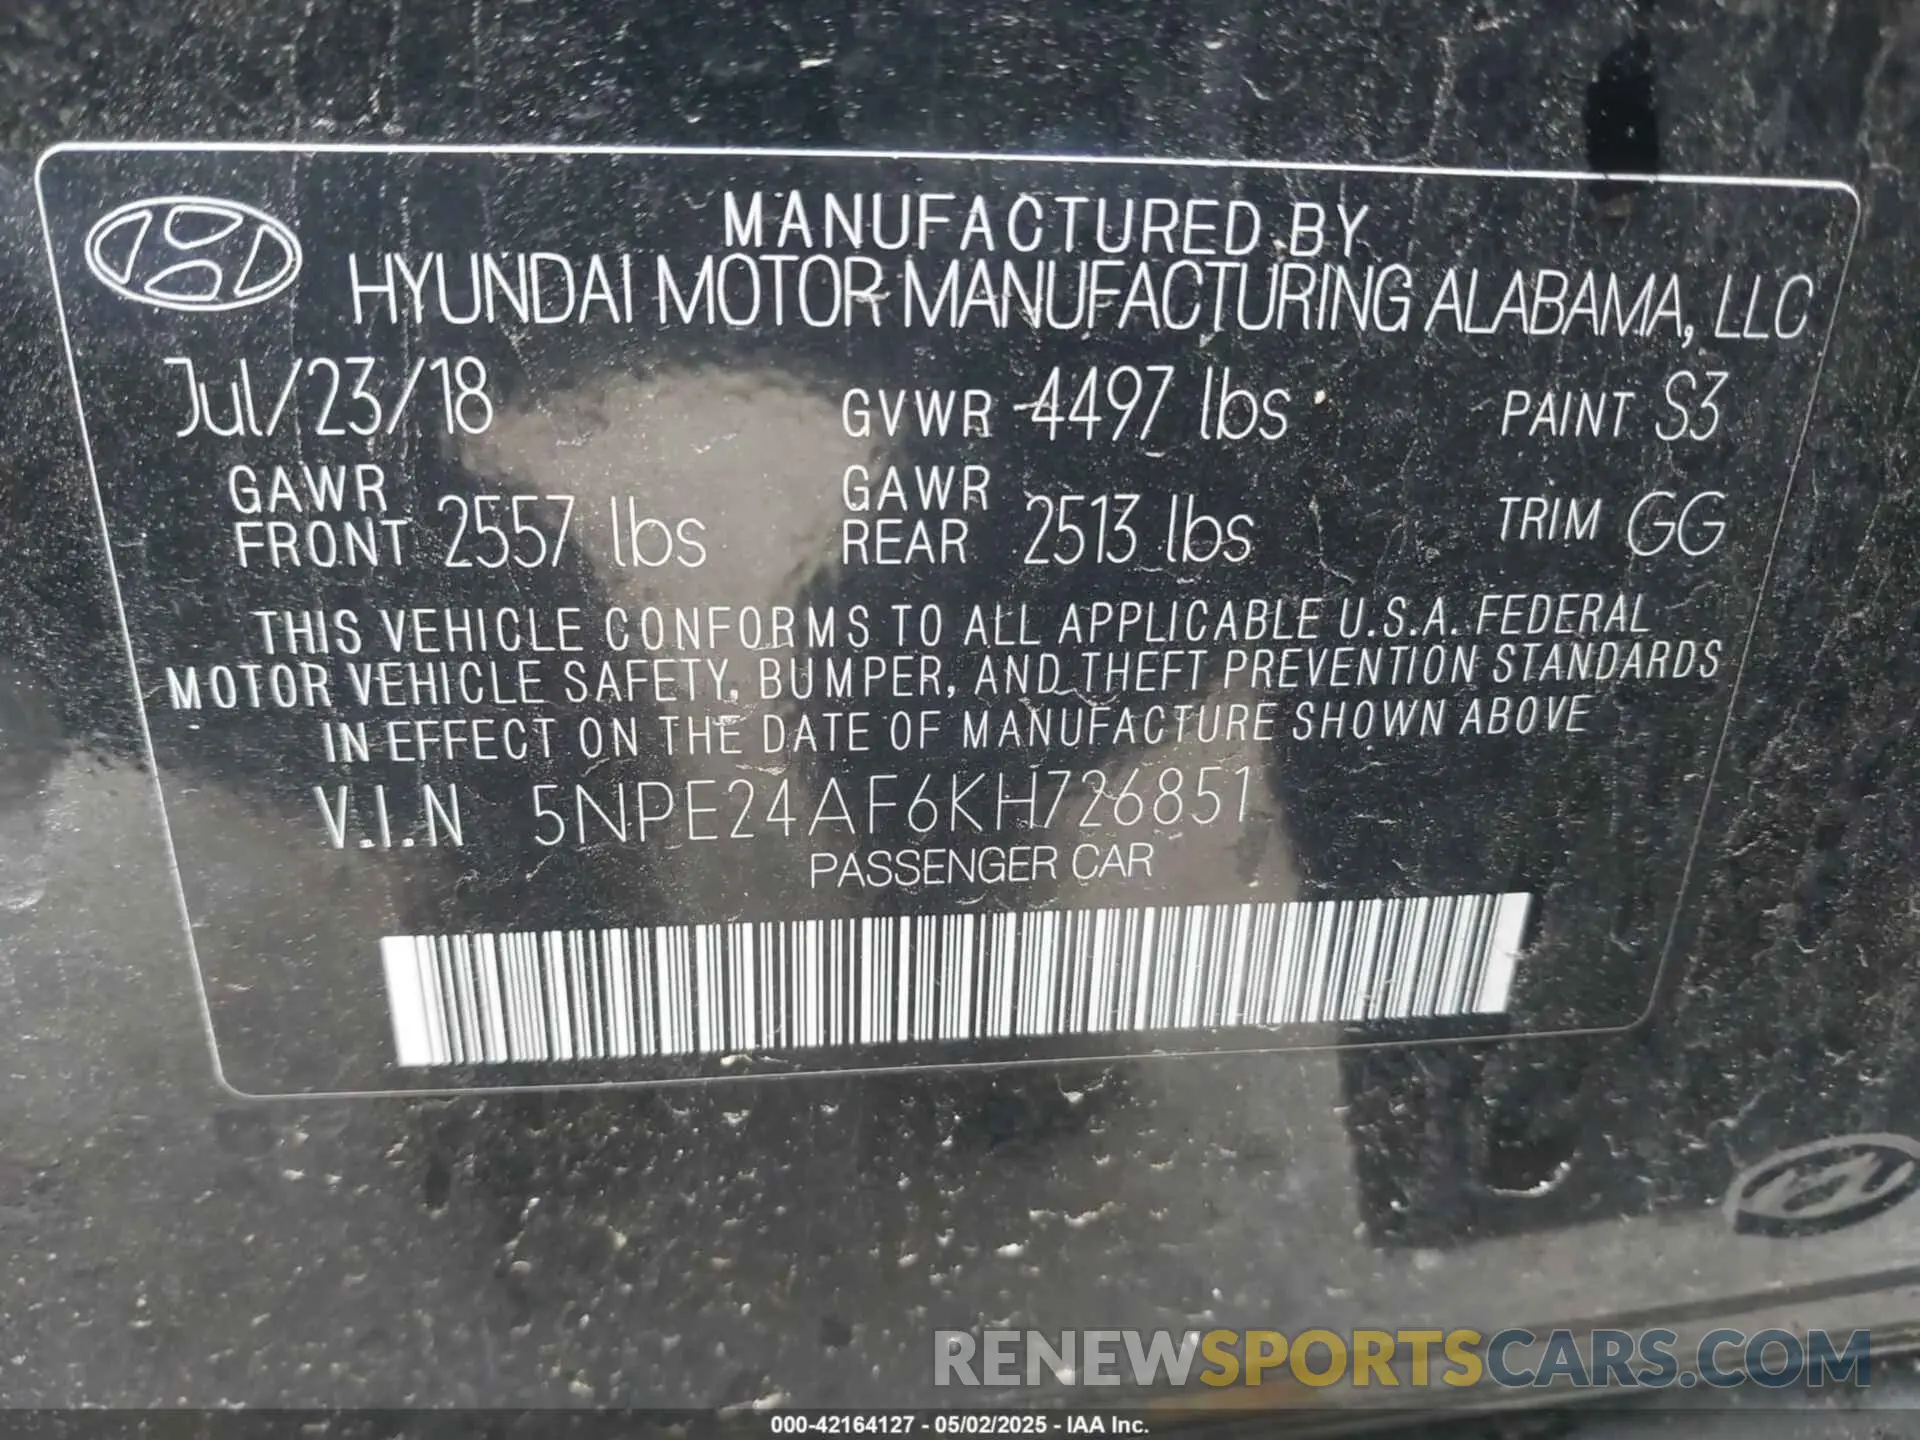 MANUFACTURED BY
HYUNDAI MOTOR MANUFACTURING ALABAMA, LLC
Jul/23/18 GVWR 4497 lbs PAINT S3
GAWR FRONT 2557 lbs GAWR REAR 2513 lbs TRIM GG
THIS VEHICLE CONFORMS TO ALL APPLICABLE U.S.A. FEDERAL
MOTOR VEHICLE SAFETY, BUMPER, AND THEFT PREVENTION STANDARDS
IN EFFECT ON THE DATE OF MANUFACTURE SHOWN ABOVE
V.I.N 5NPE24AF6KH726851
PASSENGER CAR
RENEWSPORTSCARS.COM
000-42164127 - 05/02/2025 - IAA Inc.